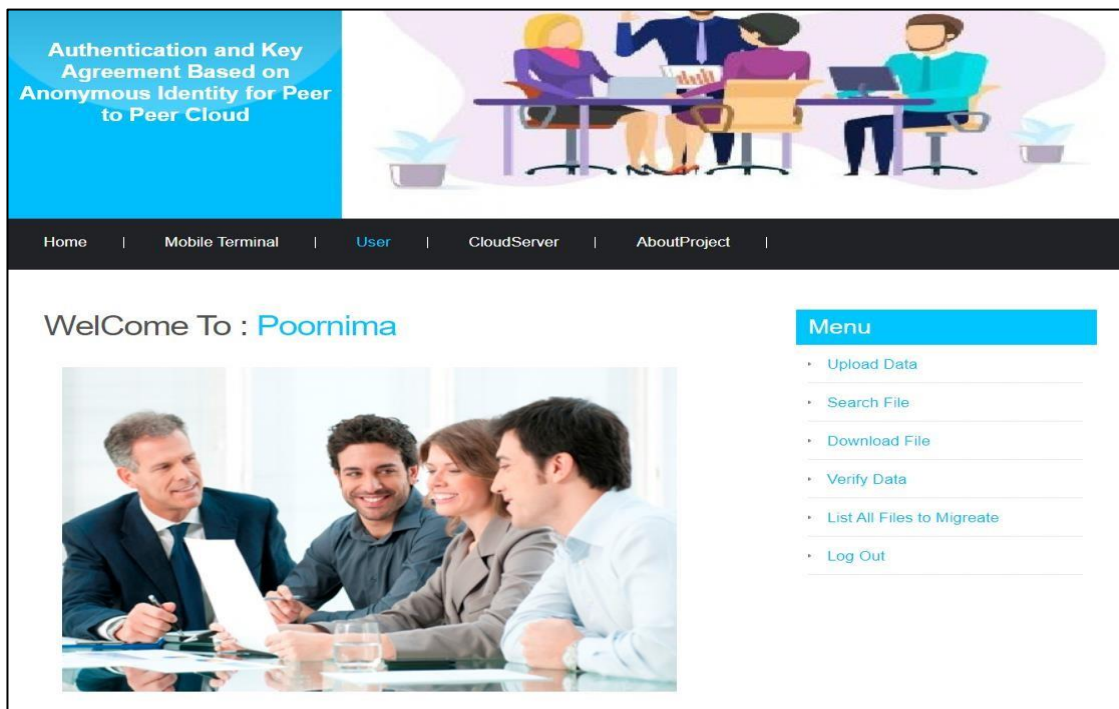 Authentication and Key
Agreement Based on
Anonymous Identity for Peer
to Peer Cloud
Home | Mobile Terminal | User | CloudServer | AboutProject |
WelCome To : Poornima
Menu
Upload Data
Search File
Download File
Verify Data
List All Files to Migreate
Log Out